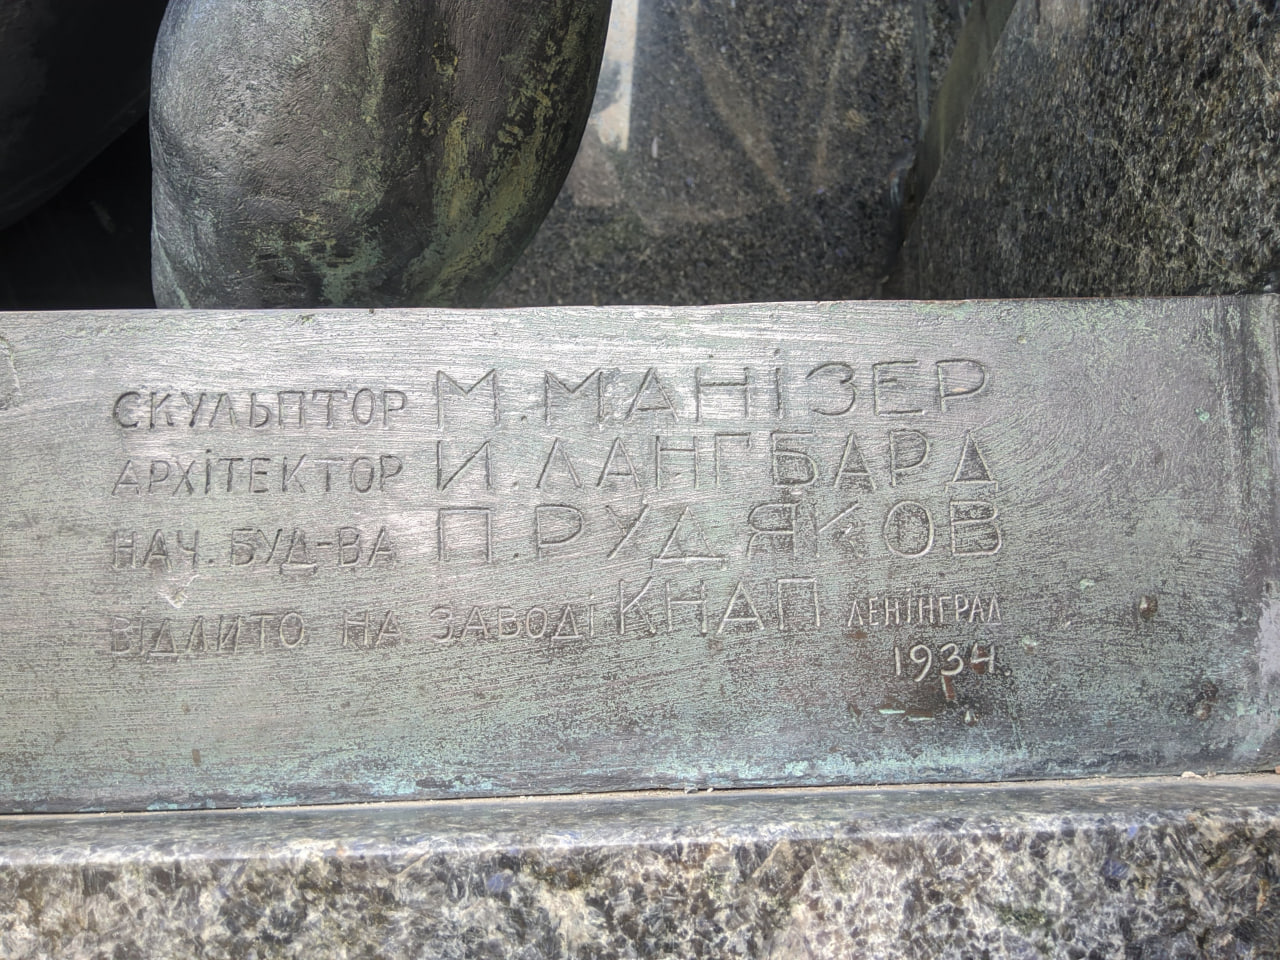 СКУЛЬПТОР М. МАНІЗЕР
АРХІТЕКТОР И. ЛАНГБАРД
НАЧ. БУД-ВА П. РУДЯКОВ
ВІДЛИТО НА ЗАВОДІ КНАП ЛЕНІНГРАД
1934.